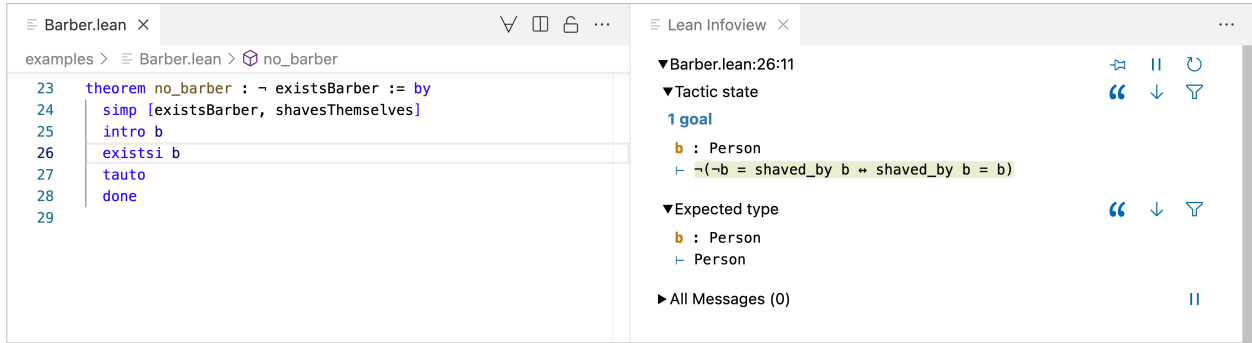 Barber.lean
Lean Infoview
examples > Barber.lean > no_barber
23 theorem no_barber : ¬ existsBarber := by
24 simp [existsBarber, shavesThemselves]
25 intro b
26 existsi b
27 tauto
28 done
29
▼Barber.lean:26:11
▼Tactic state
1 goal
b : Person
⊢ ¬(¬b = shaved_by b ↔ shaved_by b = b)
▼Expected type
b : Person
⊢ Person
▶All Messages (0)